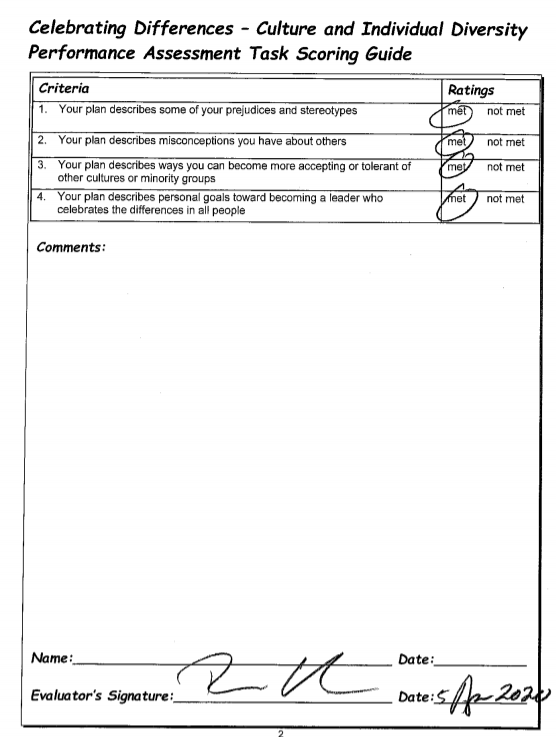 Celebrating Differences - Culture and Individual Diversity
Performance Assessment Task Scoring Guide
Criteria Ratings
1. Your plan describes some of your prejudices and stereotypes met not met
2. Your plan describes misconceptions you have about others met not met
3. Your plan describes ways you can become more accepting or tolerant of met not met
other cultures or minority groups
4. Your plan describes personal goals toward becoming a leader who met not met
celebrates the differences in all people
Comments:
Name: Date:
Evaluator's Signature: Date: 5 Apr 2020
2